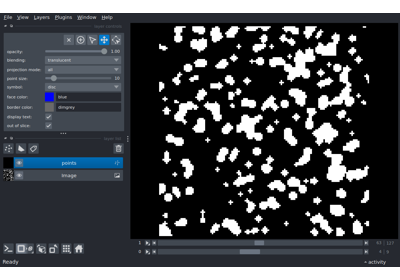 File View Layers Plugins Window Help
opacity: 1.00
blending: translucent
projection mode: all
point size: 10
symbol: disc
face color: blue
border color: dimgrey
display text:
out of slice:
points
image
1
0
Ready
activity